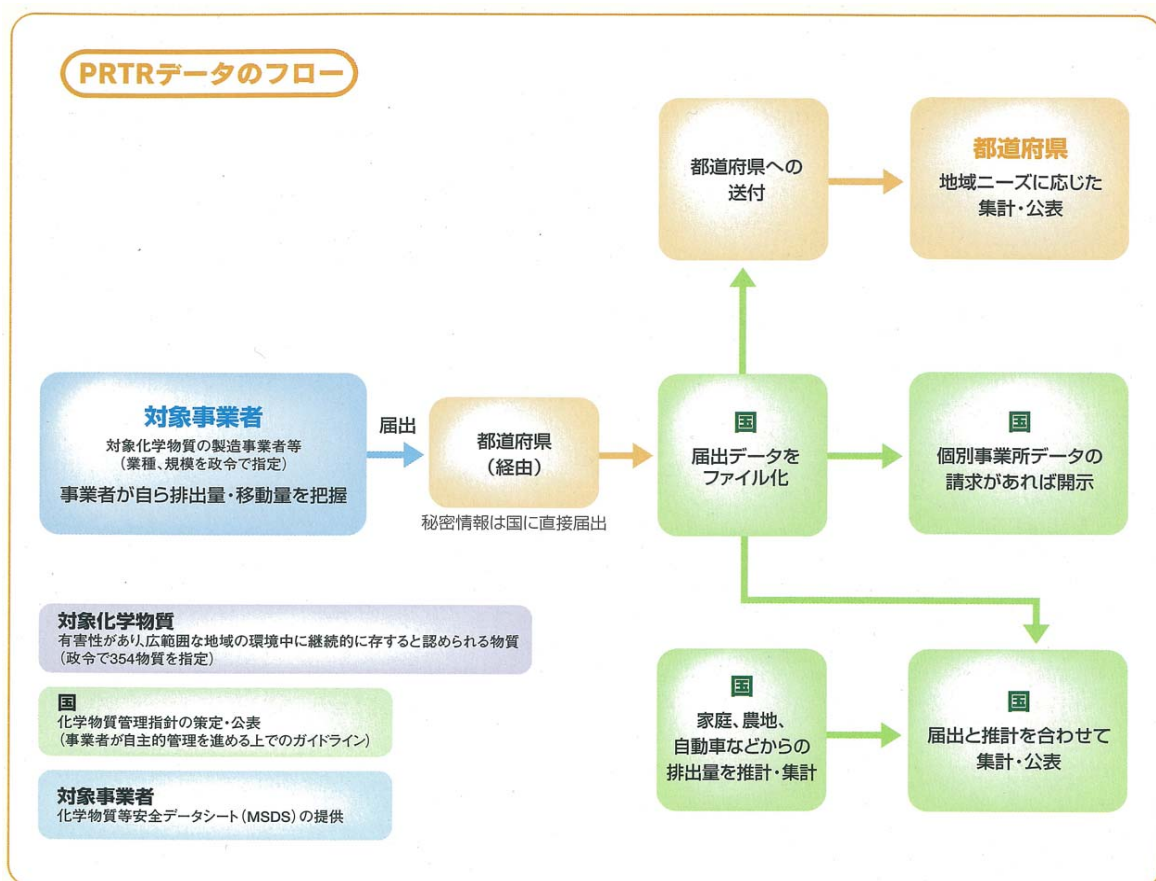 PRTRデータのフロー
都道府県への
送付
都道府県
地域ニーズに応じた
集計・公表
対象事業者
対象化学物質の製造事業者等
(業種、規模を政令で指定)
事業者が自ら排出量・移動量を把握
届出
都道府県
(経由)
秘密情報は国に直接届出
国
届出データを
ファイル化
国
個別事業所データの
請求があれば開示
対象化学物質
有害性があり、広範囲な地域の環境中に継続的に存すると認められる物質
(政令で354物質を指定)
国
化学物質管理指針の策定・公表
(事業者が自主的管理を進める上でのガイドライン)
対象事業者
化学物質等安全データシート(MSDS)の提供
国
家庭、農地、
自動車などからの
排出量を推計・集計
国
届出と推計を合わせて
集計・公表